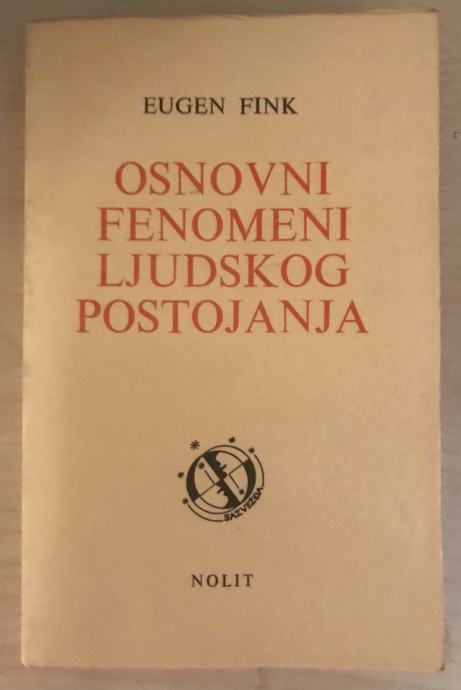 EUGEN FINK
OSNOVNI
FENOMENI
LJUDSKOG
POSTOJANJA
SAZVEŽĐA
NOLIT